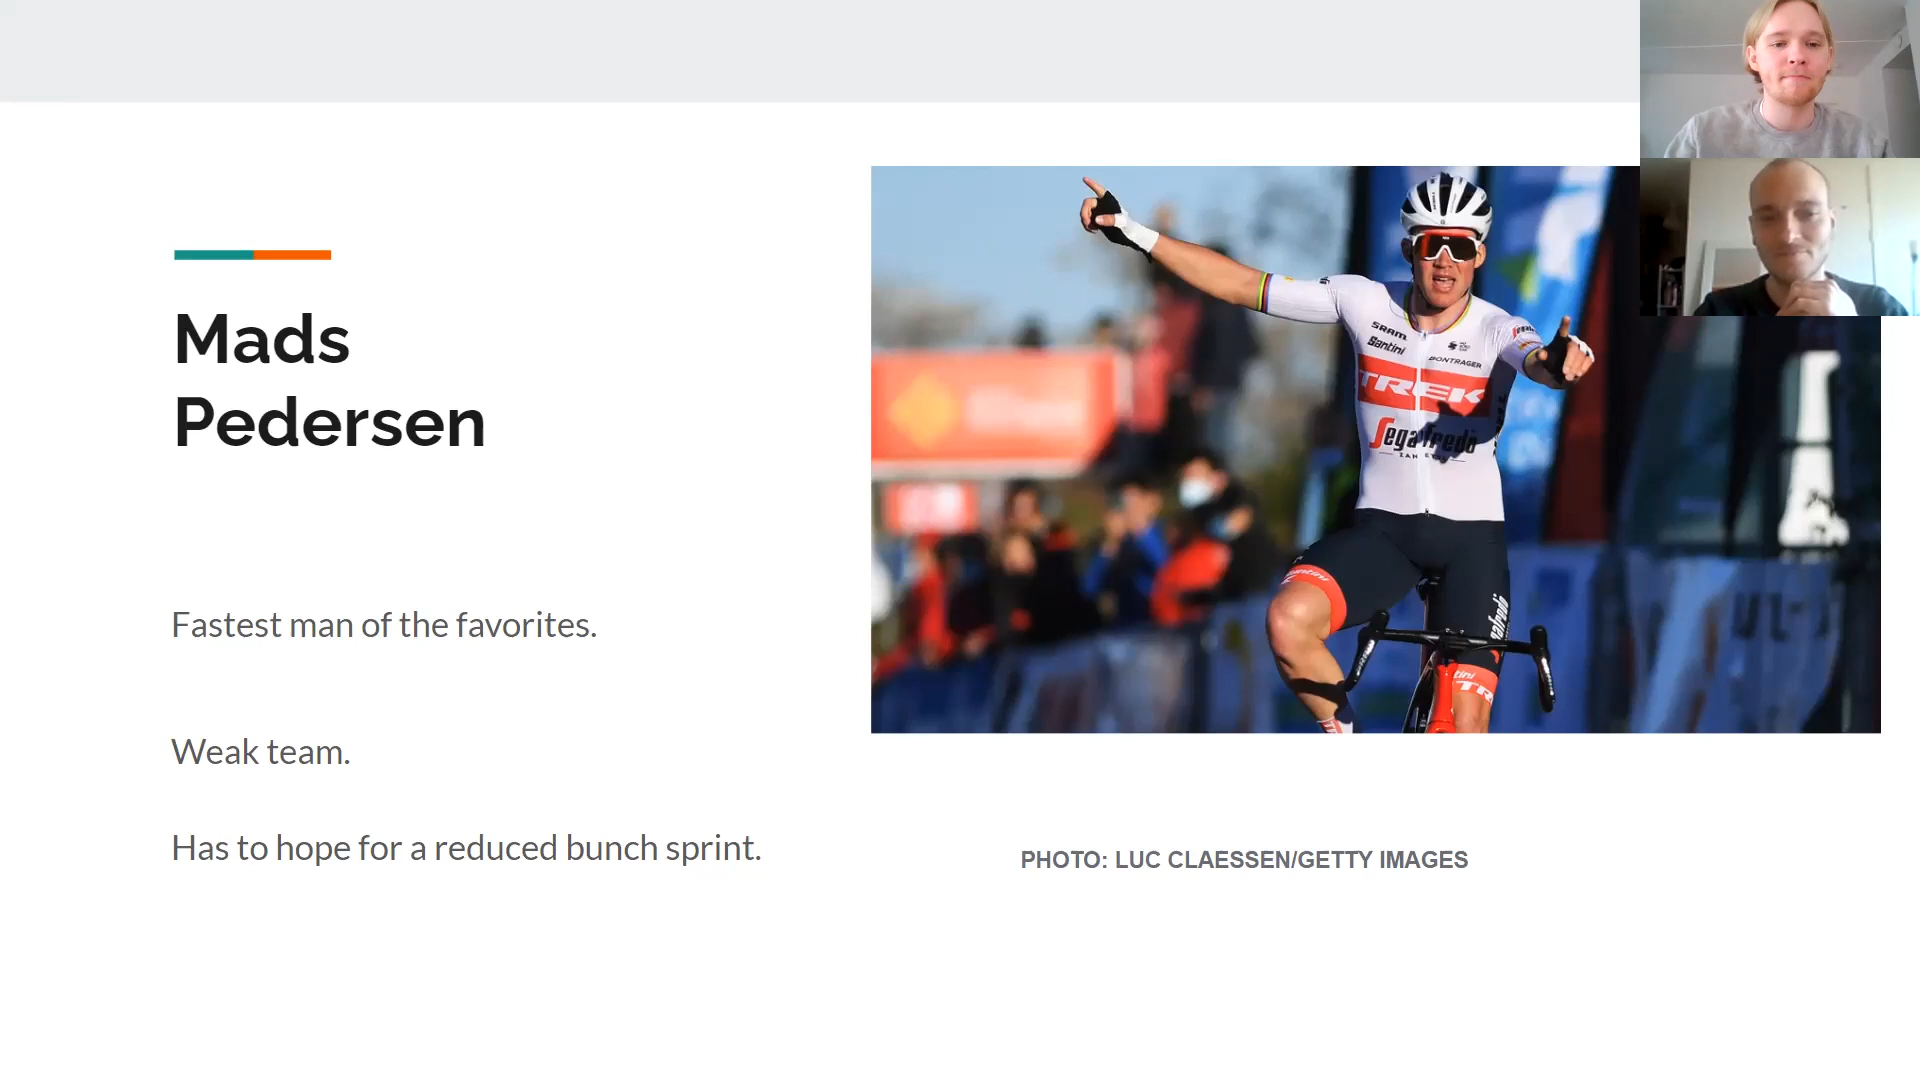 Mads
Pedersen
Fastest man of the favorites.
Weak team.
Has to hope for a reduced bunch sprint.
SRAM
Santini
BONTRAGER
TREK
Segafredo
ZANETTI
PHOTO: LUC CLAESSEN/GETTY IMAGES